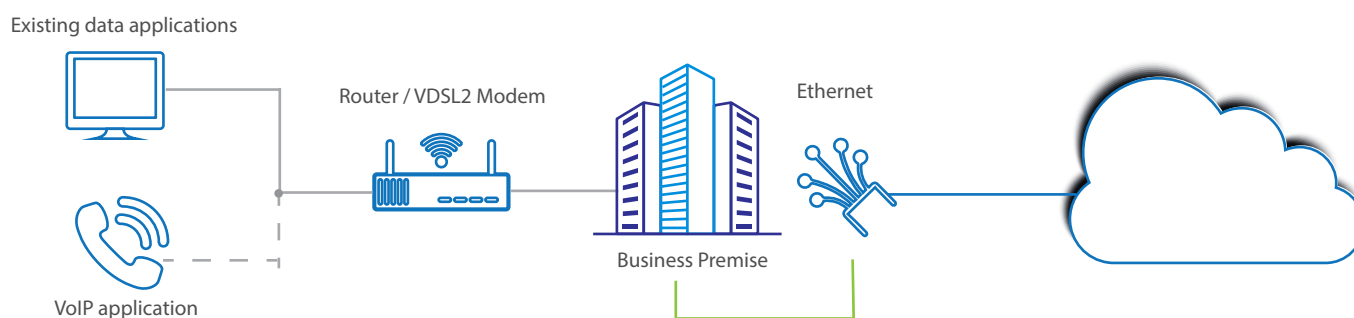 Existing data applications
Router / VDSL2 Modem
Ethernet
Business Premise
VoIP application